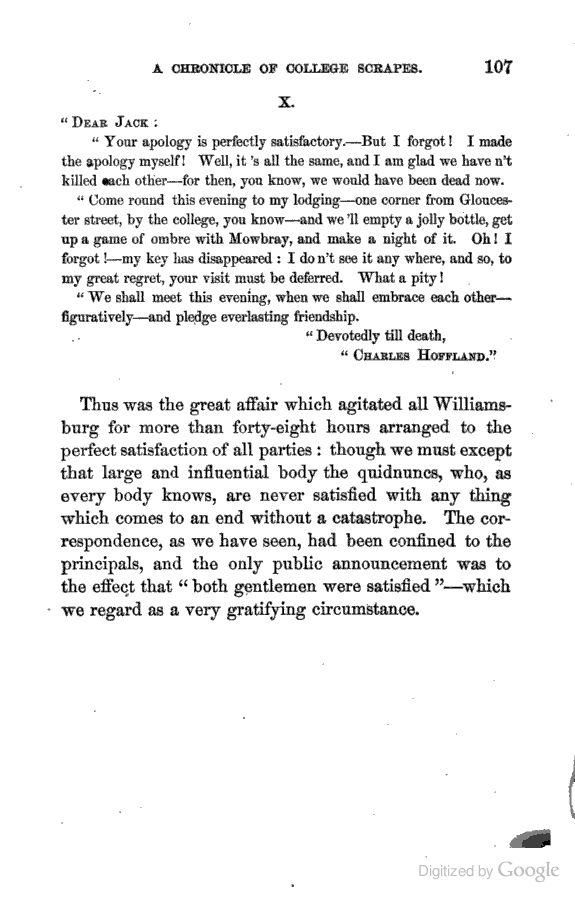 A CHRONICLE OF COLLEGE SCRAPES. 107
X.
“ DEAR JACK :
“ Your apology is perfectly satisfactory.—But I forgot! I made
the apology myself! Well, it 's all the same, and I am glad we have n't
killed each other—for then, you know, we would have been dead now.
“ Come round this evening to my lodging—one corner from Glouces-
ter street, by the college, you know—and we 'll empty a jolly bottle, get
up a game of ombre with Mowbray, and make a night of it. Oh! I
forgot!—my key has disappeared : I don't see it any where, and so, to
my great regret, your visit must be deferred. What a pity!
“ We shall meet this evening, when we shall embrace each other—
figuratively—and pledge everlasting friendship.
“ Devotedly till death,
“ CHARLES HOFFLAND.”
Thus was the great affair which agitated all Williams-
burg for more than forty-eight hours arranged to the
perfect satisfaction of all parties : though we must except
that large and influential body the quidnuncs, who, as
every body knows, are never satisfied with any thing
which comes to an end without a catastrophe. The cor-
respondence, as we have seen, had been confined to the
principals, and the only public announcement was to
the effect that “ both gentlemen were satisfied ”—which
we regard as a very gratifying circumstance.
Digitized by Google